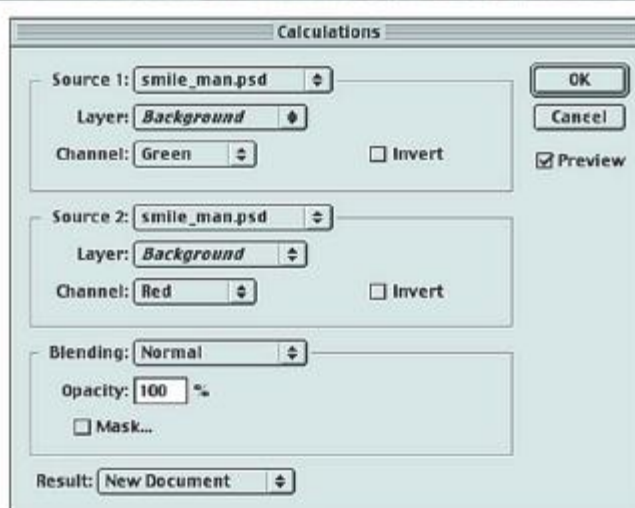 Calculations
Source 1: smile_man.psd
Layer: Background
Channel: Green
Invert
OK
Cancel
Preview
Source 2: smile_man.psd
Layer: Background
Channel: Red
Invert
Blending: Normal
Opacity: 100 %
Mask...
Result: New Document